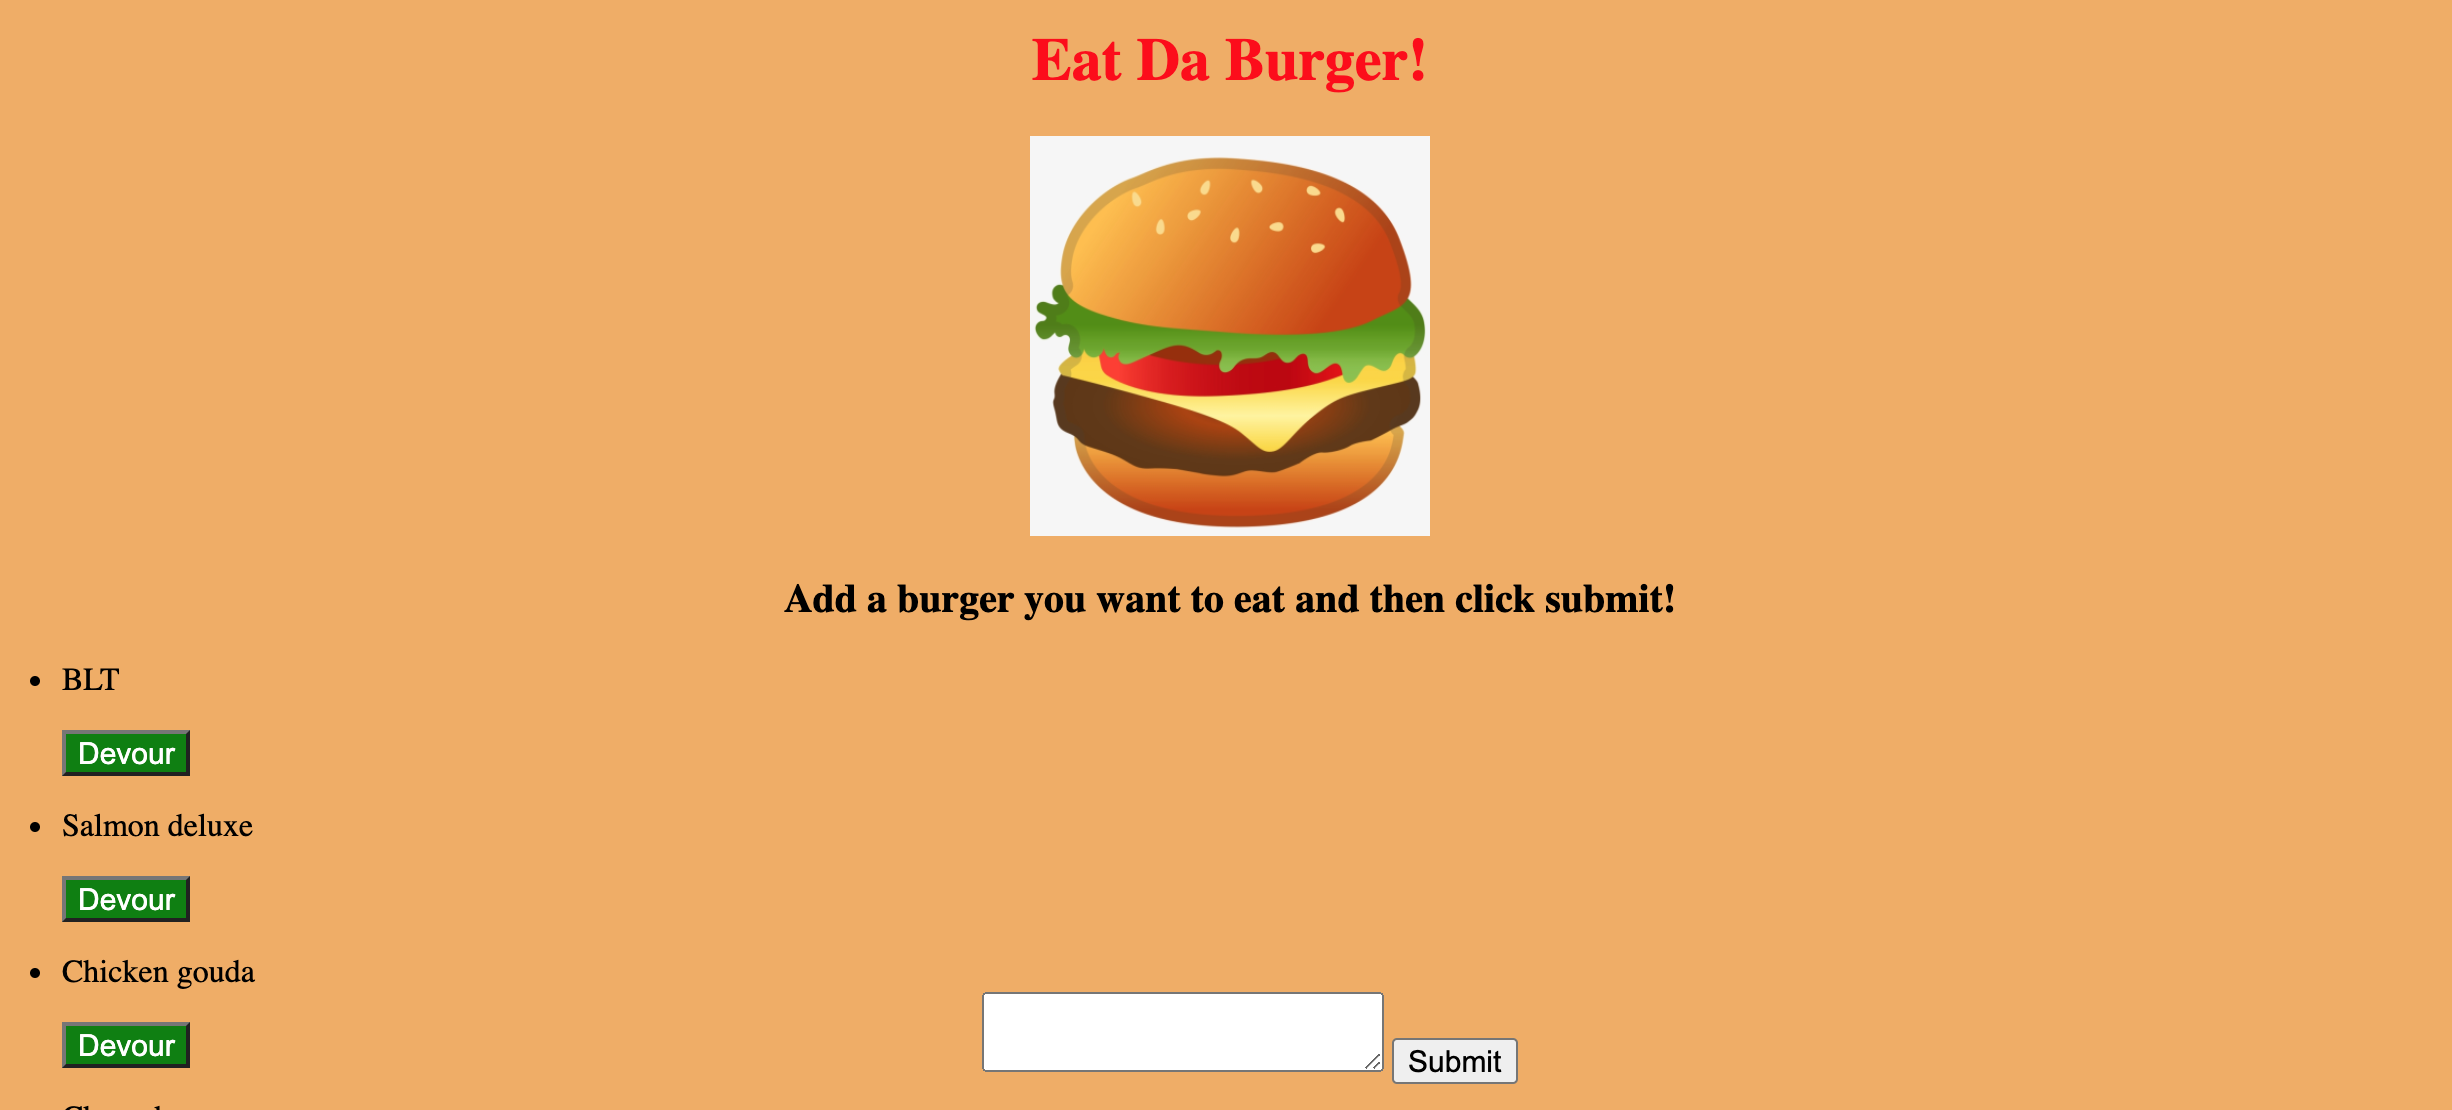 Eat Da Burger!
Add a burger you want to eat and then click submit!
BLT
Devour
Salmon deluxe
Devour
Chicken gouda
Devour
Submit